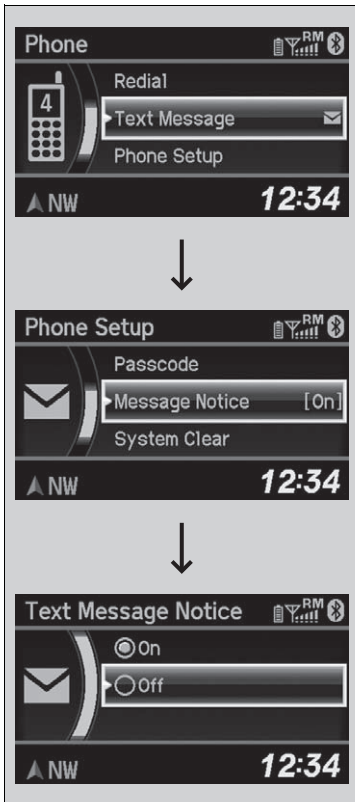 Phone
RM
4
Redial
Text Message
Phone Setup
NW
12:34
Phone Setup
RM
Passcode
Message Notice [On]
System Clear
NW
12:34
Text Message Notice
RM
On
Off
NW
12:34